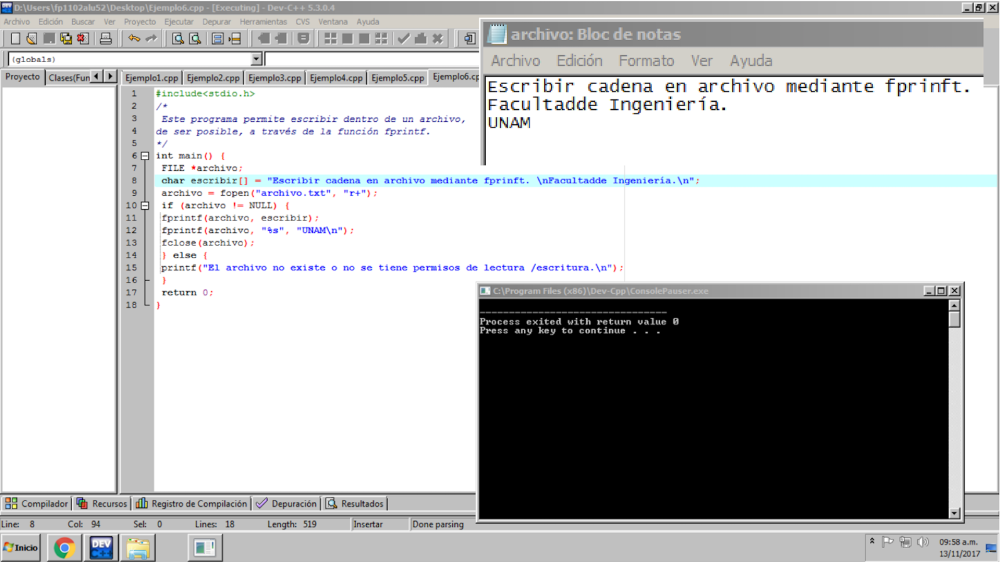 D:\Users\fp1102alu52\Desktop\Ejemplo6.cpp - [Executing] - Dev-C++ 5.3.0.4
Archivo Edición Buscar Ver Proyecto Ejecutar Depurar Herramientas CVS Ventana Ayuda
(globals)
Proyecto Clases(Fun
Ejemplo1.cpp Ejemplo2.cpp Ejemplo3.cpp Ejemplo4.cpp Ejemplo5.cpp Ejemplo6.cp
1 #include<stdio.h>
2 /*
3 Este programa permite escribir dentro de un archivo,
4 de ser posible, a través de la función fprintf.
5 */
6 int main() {
7 FILE *archivo;
8 char escribir[] = "Escribir cadena en archivo mediante fprinft. \nFacultadde Ingeniería.\n";
9 archivo = fopen("archivo.txt", "r+");
10 if (archivo != NULL) {
11 fprintf(archivo, escribir);
12 fprintf(archivo, "%s", "UNAM\n");
13 fclose(archivo);
14 } else {
15 printf("El archivo no existe o no se tiene permisos de lectura /escritura.\n");
16 }
17 return 0;
18 }
archivo: Bloc de notas
Archivo Edición Formato Ver Ayuda
Escribir cadena en archivo mediante fprinft.
Facultadde Ingeniería.
UNAM
C:\Program Files (x86)\Dev-Cpp\ConsolePauser.exe
--------------------------------
Process exited with return value 0
Press any key to continue . . .
Compilador Recursos Registro de Compilación Depuración Resultados
Line: 8 Col: 94 Sel: 0 Lines: 18 Length: 519 Insertar Done parsing
Inicio
DEV
C++
09:58 a.m.
13/11/2017